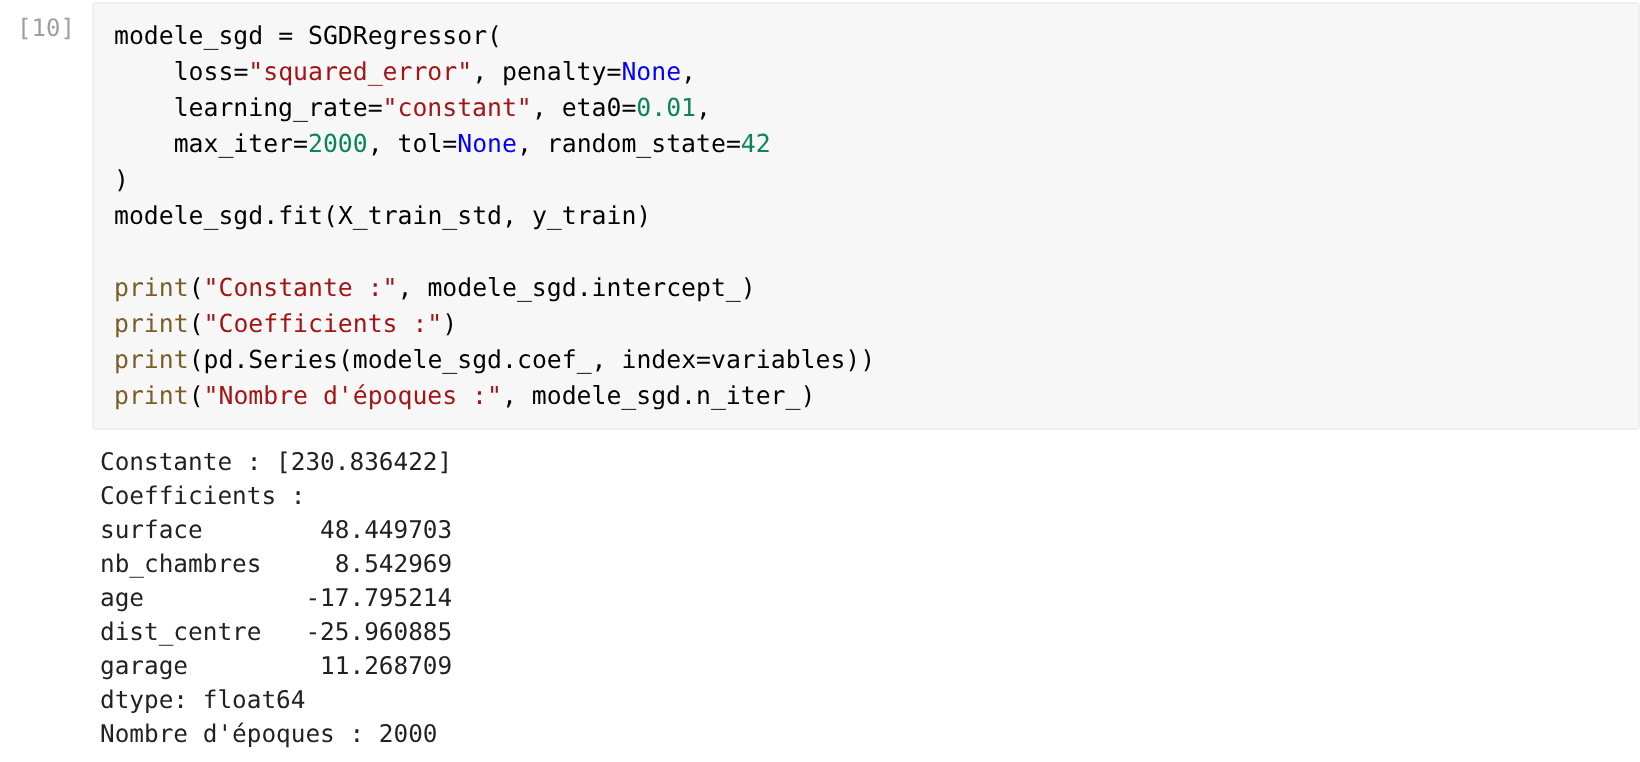 [10]
modele_sgd = SGDRegressor(
    loss="squared_error", penalty=None,
    learning_rate="constant", eta0=0.01,
    max_iter=2000, tol=None, random_state=42
)
modele_sgd.fit(X_train_std, y_train)

print("Constante :", modele_sgd.intercept_)
print("Coefficients :")
print(pd.Series(modele_sgd.coef_, index=variables))
print("Nombre d'époques :", modele_sgd.n_iter_)
Constante : [230.836422]
Coefficients :
surface        48.449703
nb_chambres     8.542969
age           -17.795214
dist_centre   -25.960885
garage         11.268709
dtype: float64
Nombre d'époques : 2000